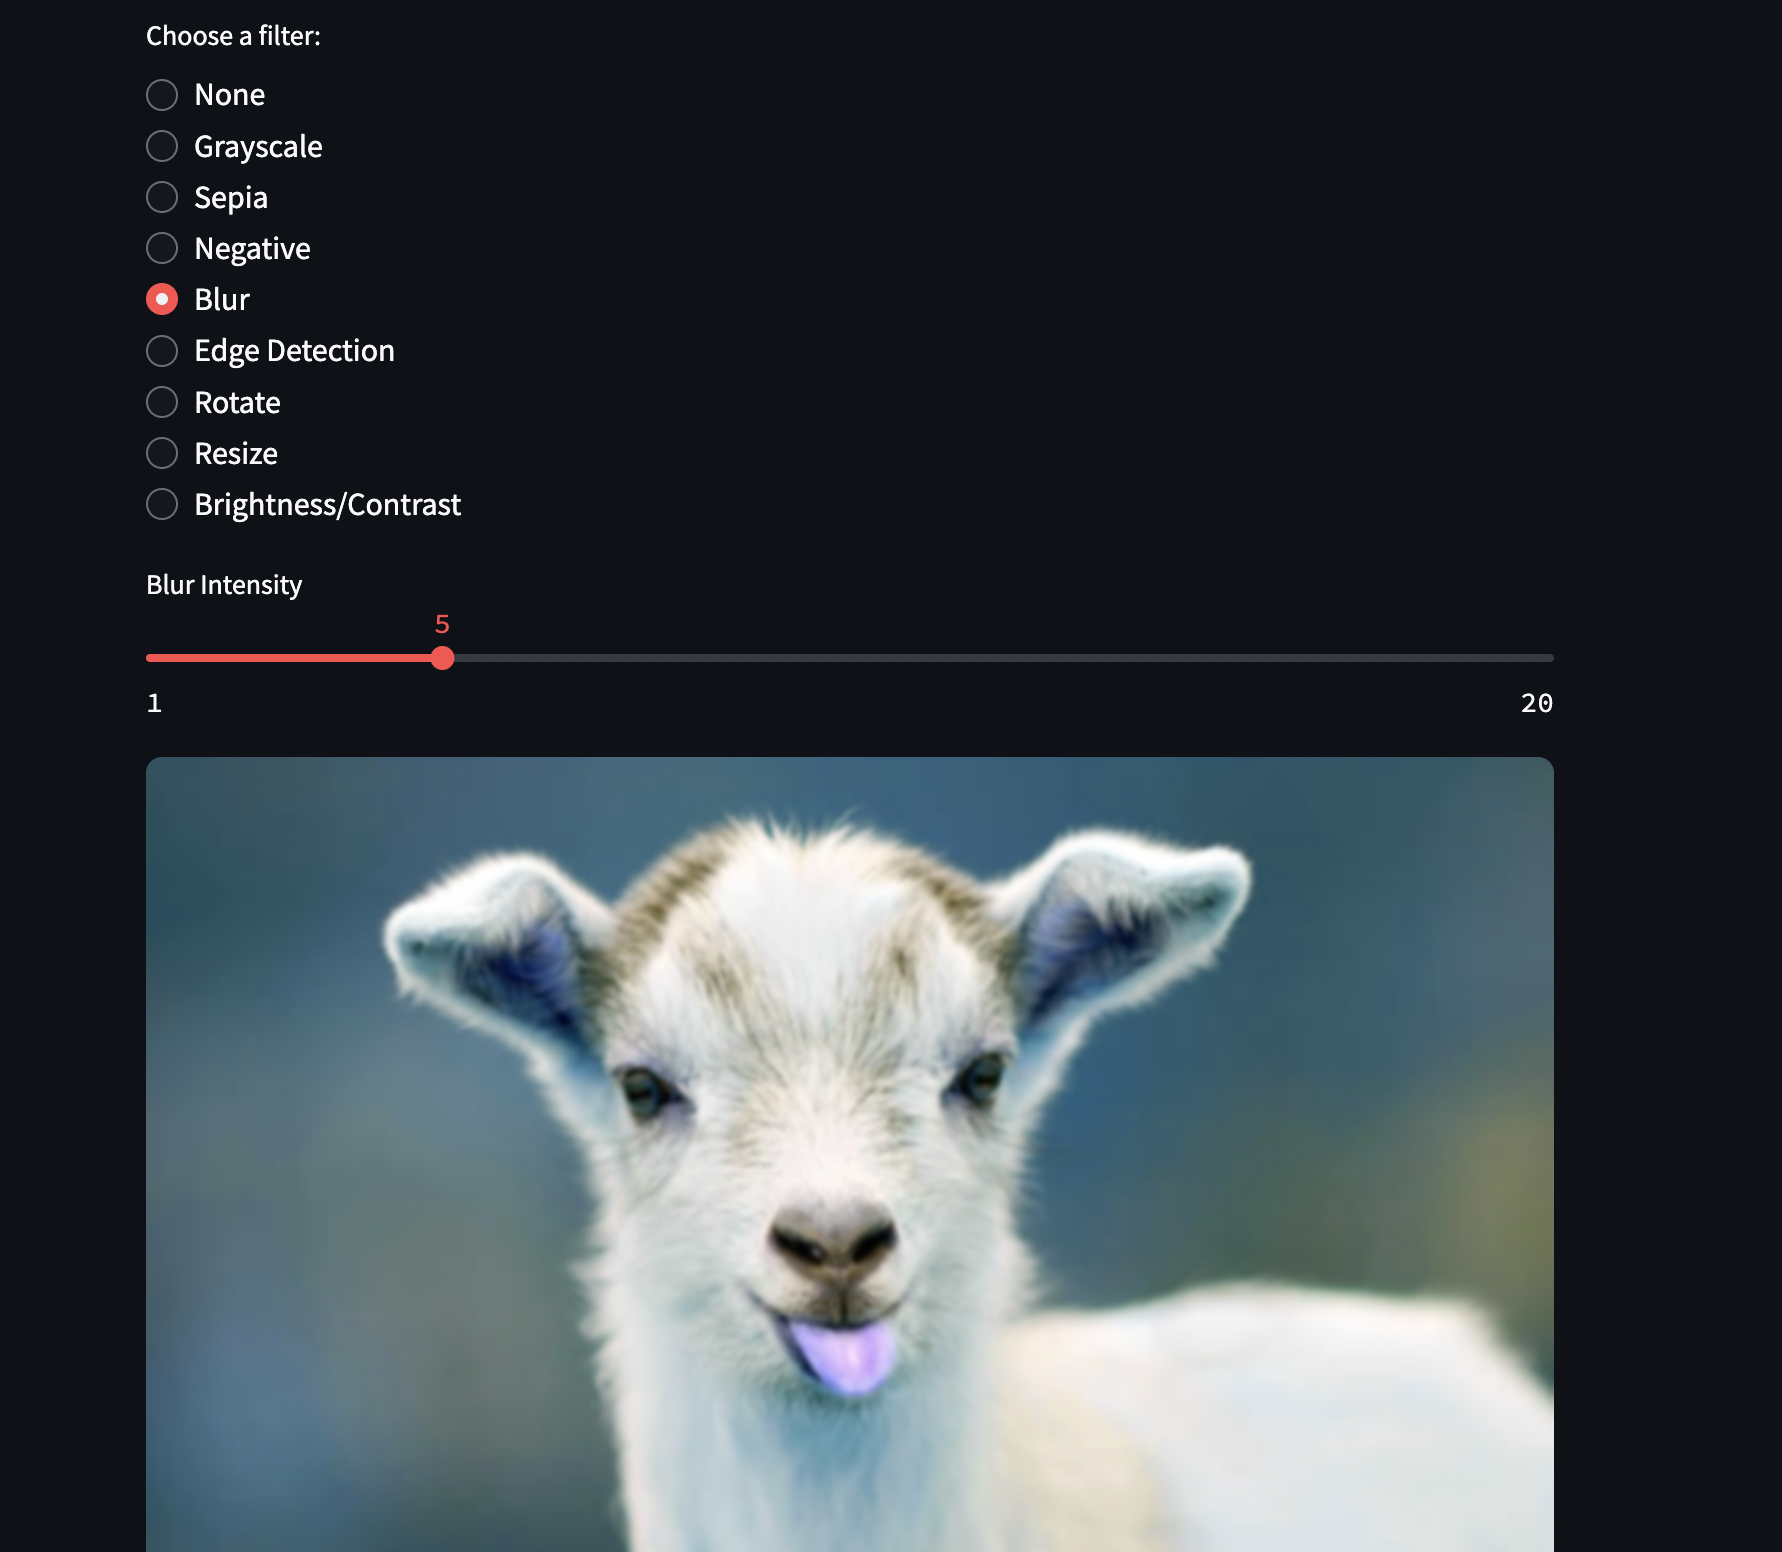 Choose a filter:
None
Grayscale
Sepia
Negative
Blur
Edge Detection
Rotate
Resize
Brightness/Contrast
Blur Intensity
5
1
20